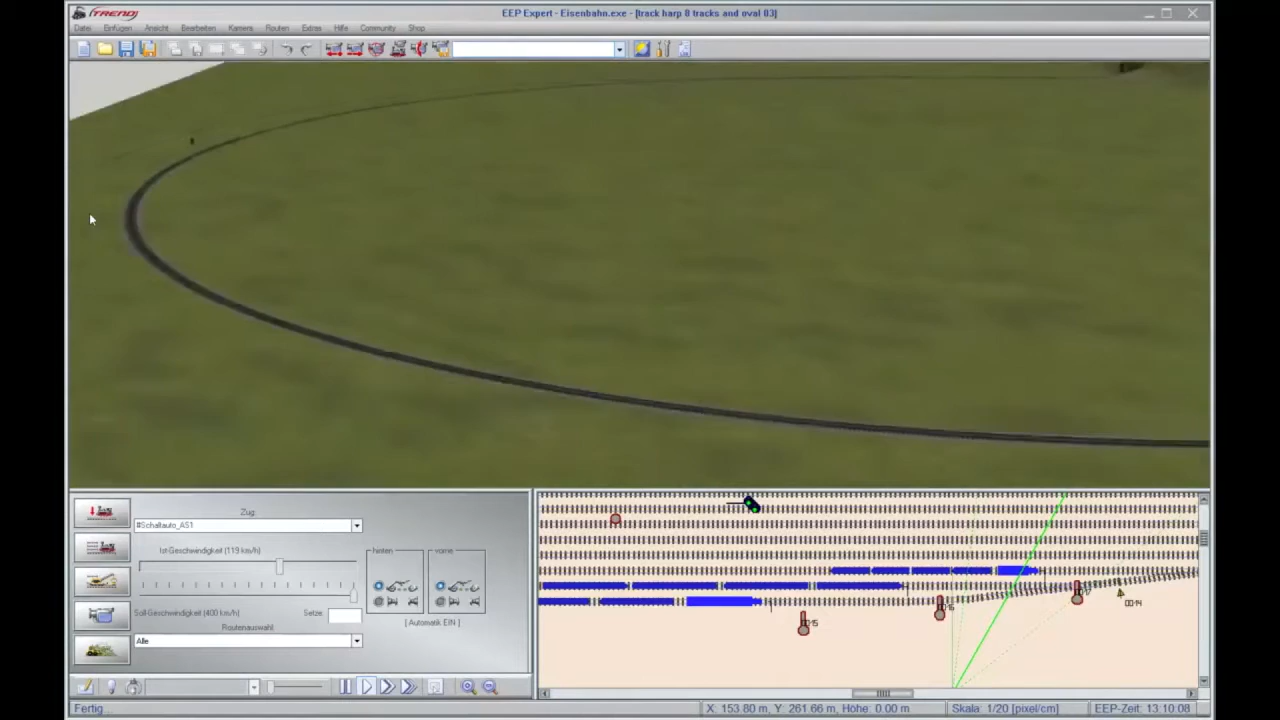 TREND
EEP Expert - Eisenbahn.exe - [track harp 8 tracks and oval 03]
Datei Einfügen Ansicht Bearbeiten Kamera Routen Extras Hilfe Community Shop
Zug:
#Schaltauto_AS1
Ist-Geschwindigkeit (119 km/h)
hinten vorne
Soll-Geschwindigkeit (400 km/h) Setze:
[ Automatik EIN ]
Routenauswahl:
Alle
0014
Fertig X: 153.80 m, Y: 261.66 m, Höhe: 0.00 m Skala: 1/20 [pixel/cm] EEP-Zeit: 13:10:08